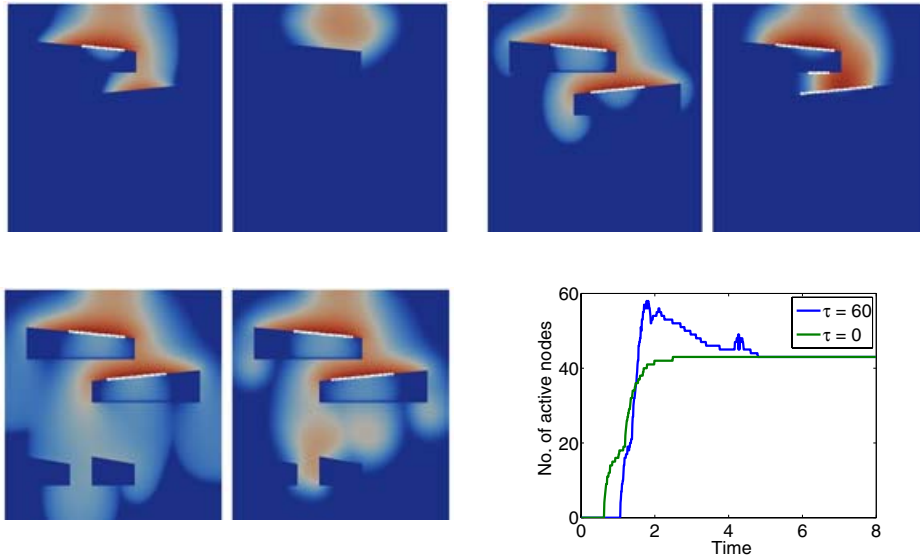 No. of active nodes
60
40
20
0
τ = 60
τ = 0
0 2 4 6 8
Time